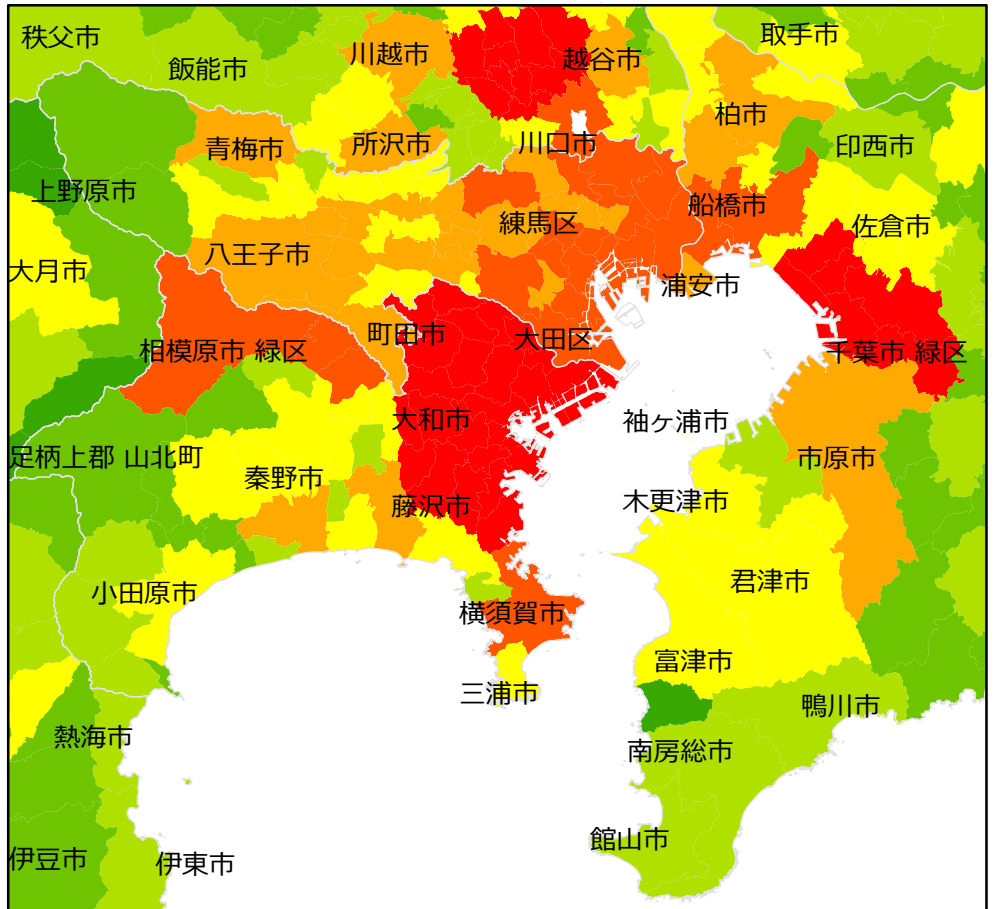 秩父市
取手市
川越市
越谷市
飯能市
柏市
青梅市
所沢市
川口市
印西市
上野原市
船橋市
練馬区
佐倉市
八王子市
大月市
浦安市
町田市
大田区
相模原市 緑区
千葉市 緑区
大和市
袖ヶ浦市
足柄上郡 山北町
市原市
秦野市
藤沢市
木更津市
君津市
小田原市
横須賀市
富津市
三浦市
鴨川市
熱海市
南房総市
館山市
伊豆市
伊東市